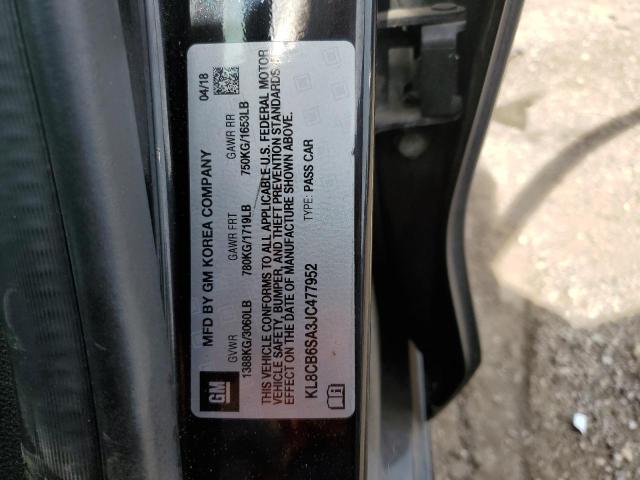 GM
MFD BY GM KOREA COMPANY 04/18
GVWR GAWR FRT GAWR RR
1388KG/3060LB 780KG/1719LB 750KG/1653LB
THIS VEHICLE CONFORMS TO ALL APPLICABLE U.S. FEDERAL MOTOR
VEHICLE SAFETY, BUMPER, AND THEFT PREVENTION STANDARDS IN
EFFECT ON THE DATE OF MANUFACTURE SHOWN ABOVE.
KL8CB6SA3JC477952 TYPE: PASS CAR